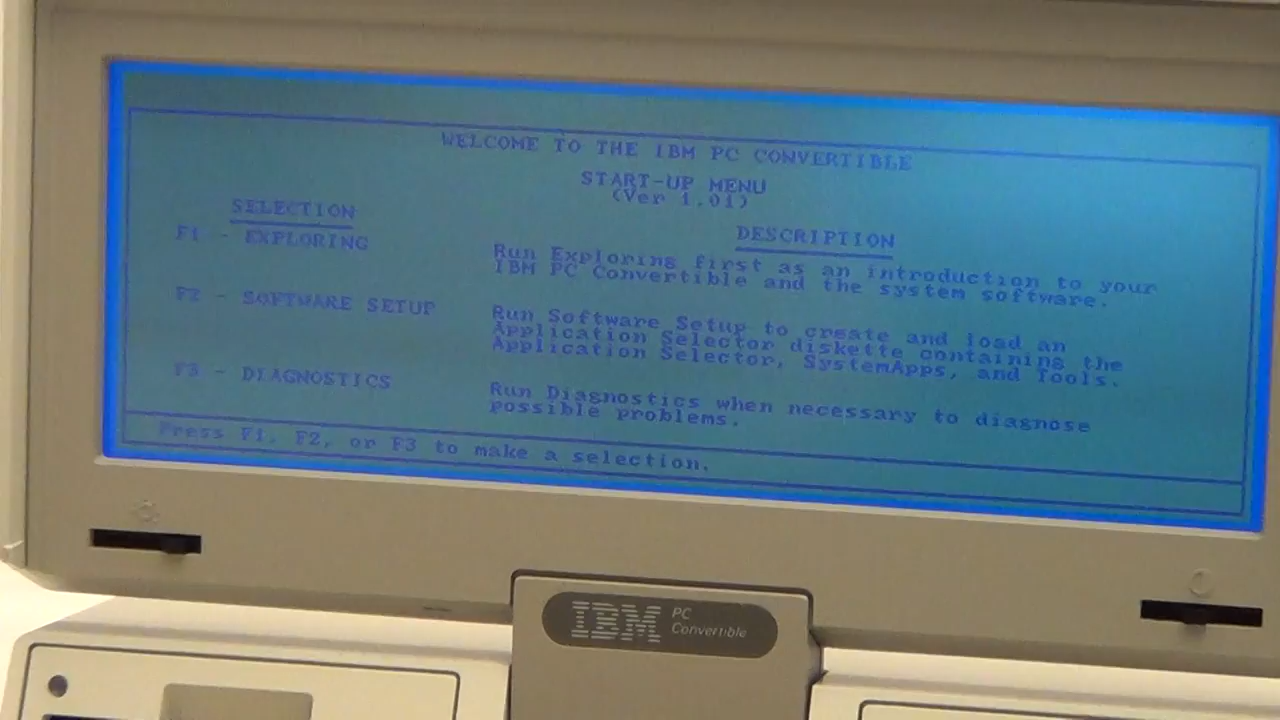 WELCOME TO THE IBM PC CONVERTIBLE
START-UP MENU
(Ver 1.01)
SELECTION
DESCRIPTION
F1 - EXPLORING
Run Exploring first as an introduction to your
IBM PC Convertible and the system software.
F2 - SOFTWARE SETUP
Run Software Setup to create and load an
Application Selector diskette containing the
Application Selector, SystemApps, and Tools.
F3 - DIAGNOSTICS
Run Diagnostics when necessary to diagnose
possible problems.
Press F1, F2, or F3 to make a selection.
IBM PC
Convertible